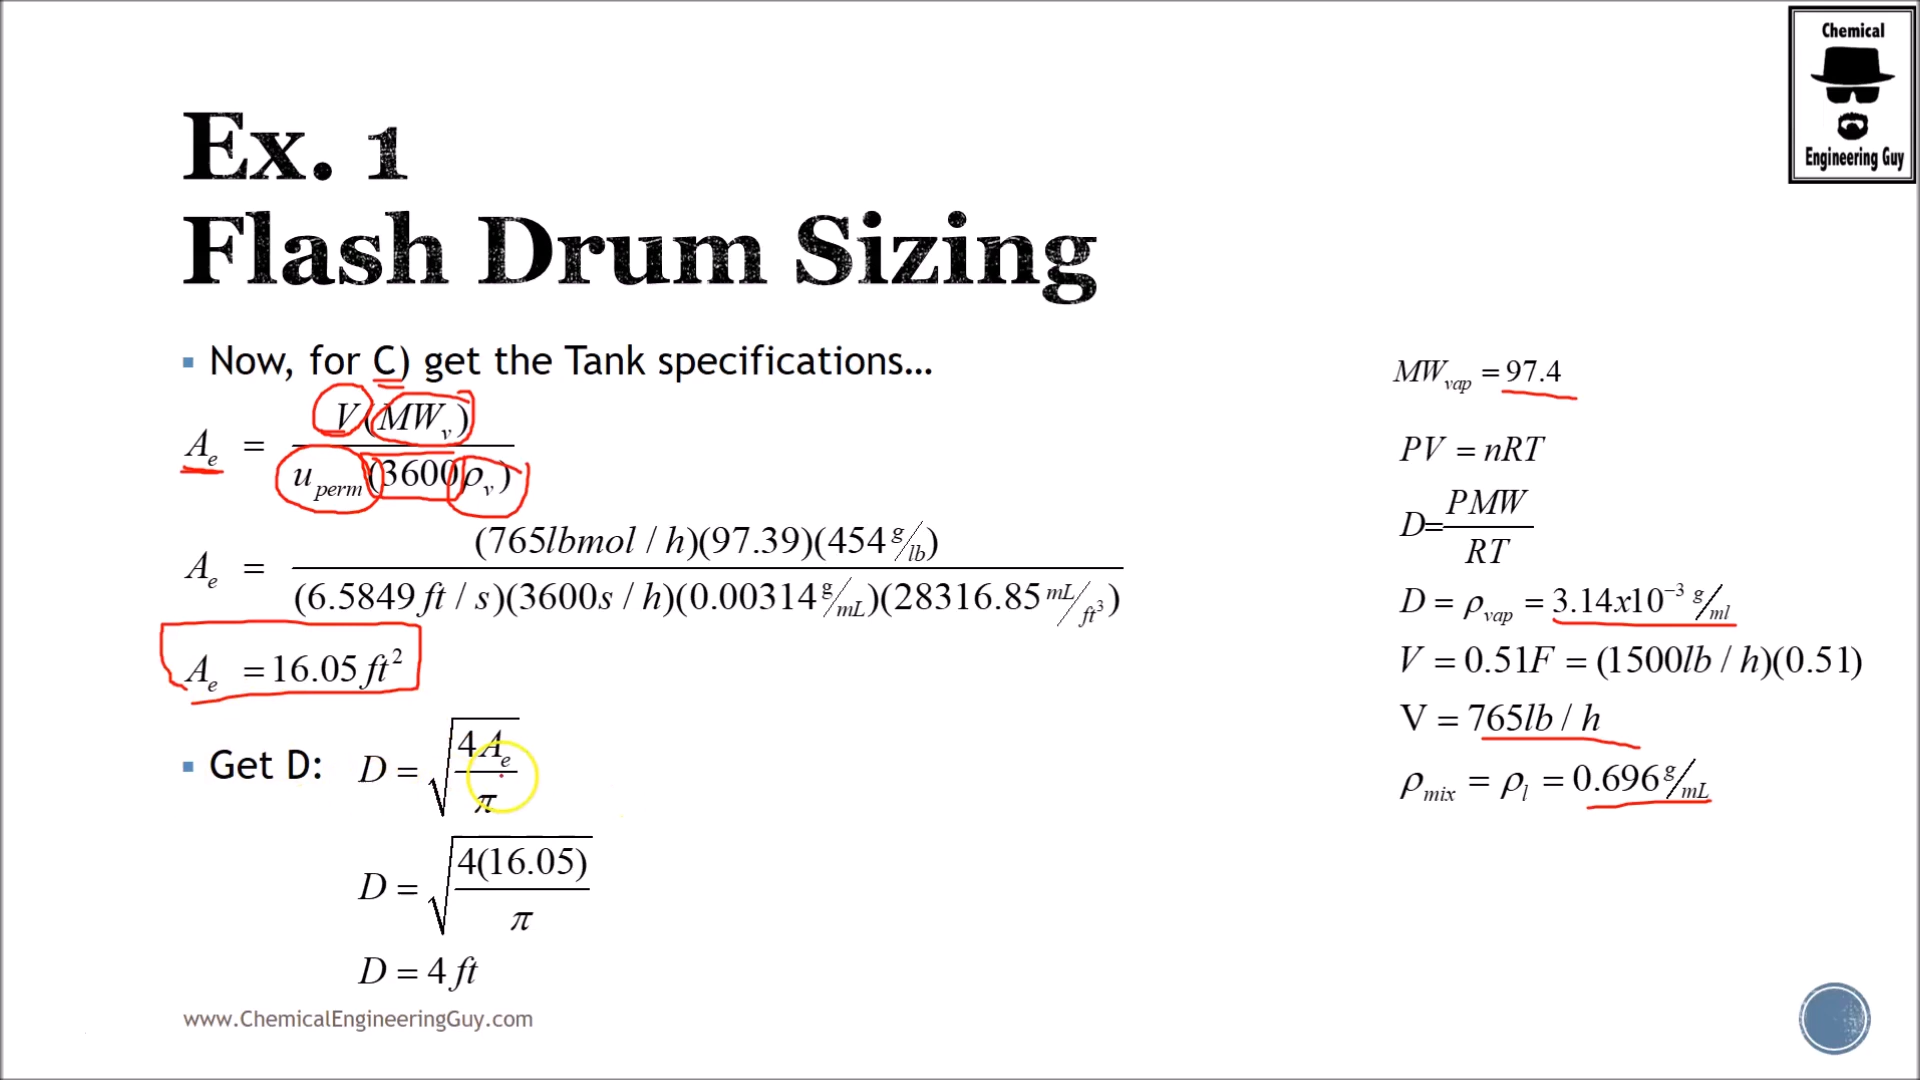 Chemical
Engineering Guy
Ex. 1
Flash Drum Sizing
Now, for C) get the Tank specifications…
A_e = V(MW_v) / u_perm(3600ρ_v)
A_e = (765lbmol / h)(97.39)(454 g/lb) / (6.5849 ft / s)(3600s / h)(0.00314 g/mL)(28316.85 mL/ft³)
A_e = 16.05 ft²
Get D: D = √(4A_e / π)
D = √(4(16.05) / π)
D = 4 ft
MW_vap = 97.4
PV = nRT
D= PMW / RT
D = ρ_vap = 3.14x10⁻³ g/ml
V = 0.51F = (1500lb / h)(0.51)
V = 765lb / h
ρ_mix = ρ_l = 0.696 g/mL
www.ChemicalEngineeringGuy.com